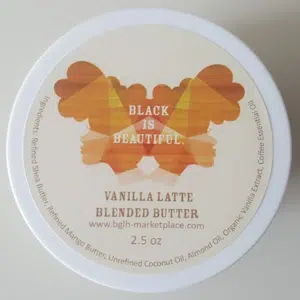 BLACK
IS
BEAUTIFUL.
VANILLA LATTE
BLENDED BUTTER
www.bglh-marketplace.com
2.5 oz
Ingredients: Refined Shea Butter, Refined Mango Butter, Unrefined Coconut Oil, Almond Oil, Organic Vanilla Extract, Coffee Essential Oil